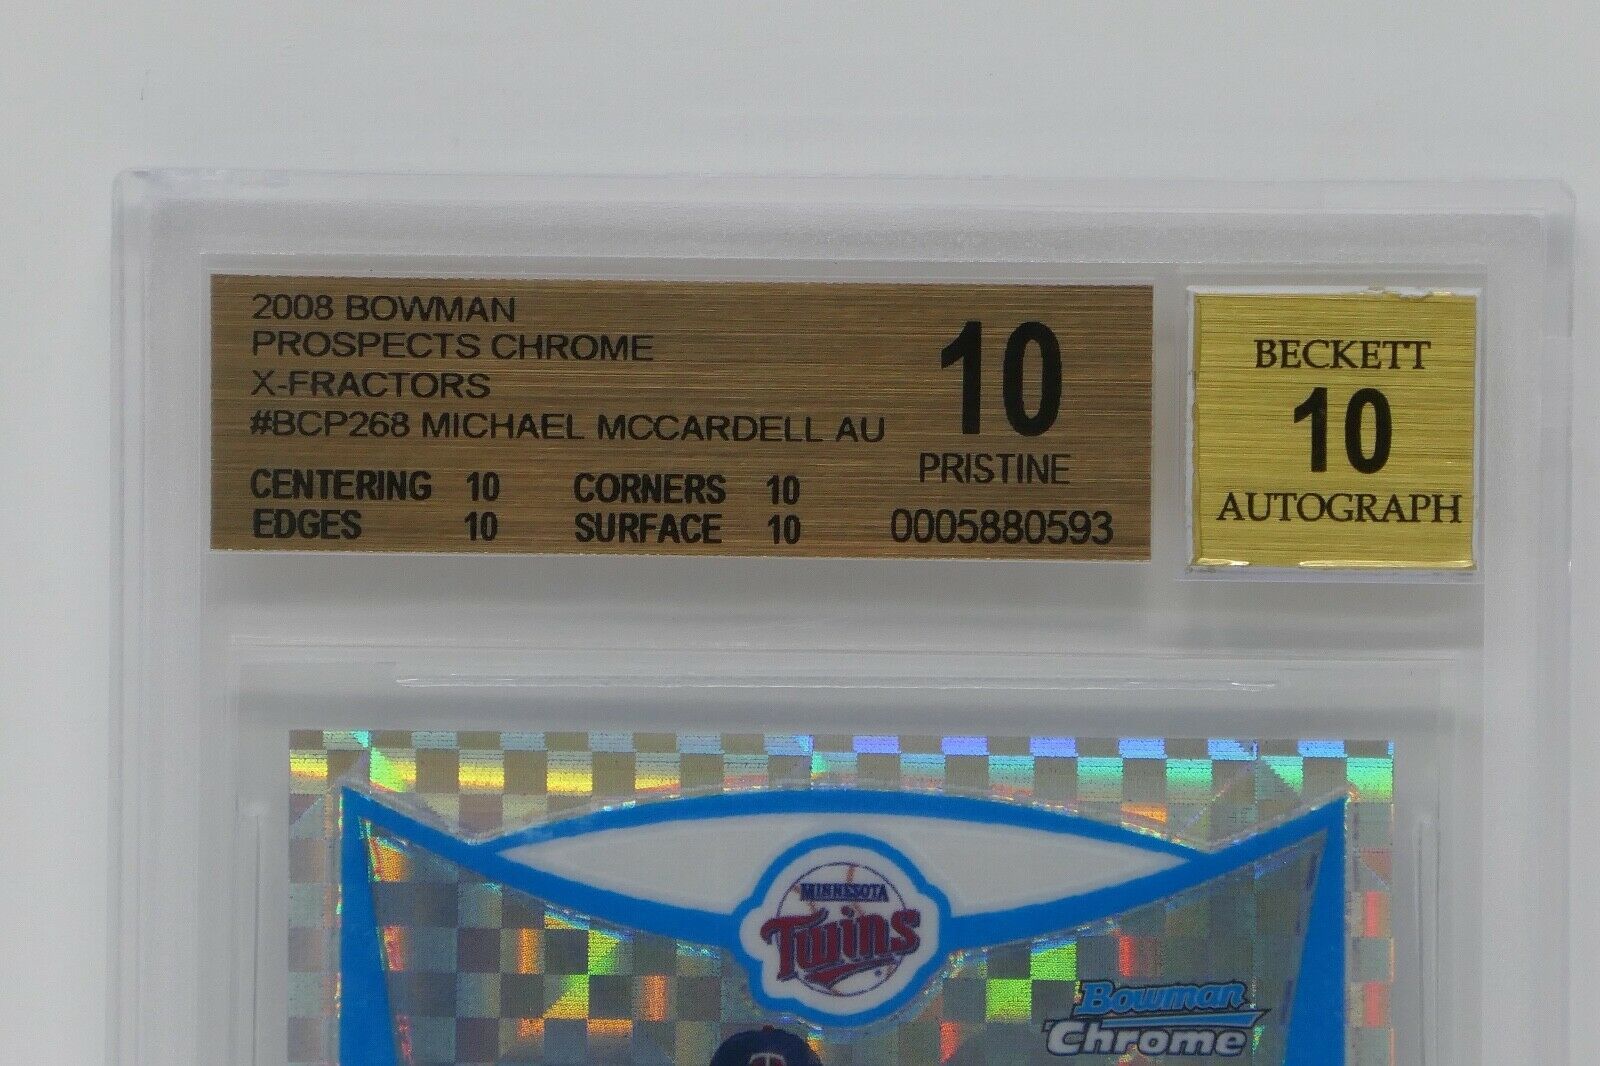 2008 BOWMAN
PROSPECTS CHROME
X-FRACTORS
#BCP268 MICHAEL MCCARDELL AU
10
PRISTINE
CENTERING 10 CORNERS 10
EDGES 10 SURFACE 10 0005880593
BECKETT
10
AUTOGRAPH
MINNESOTA
Twins
Bowman
Chrome
T